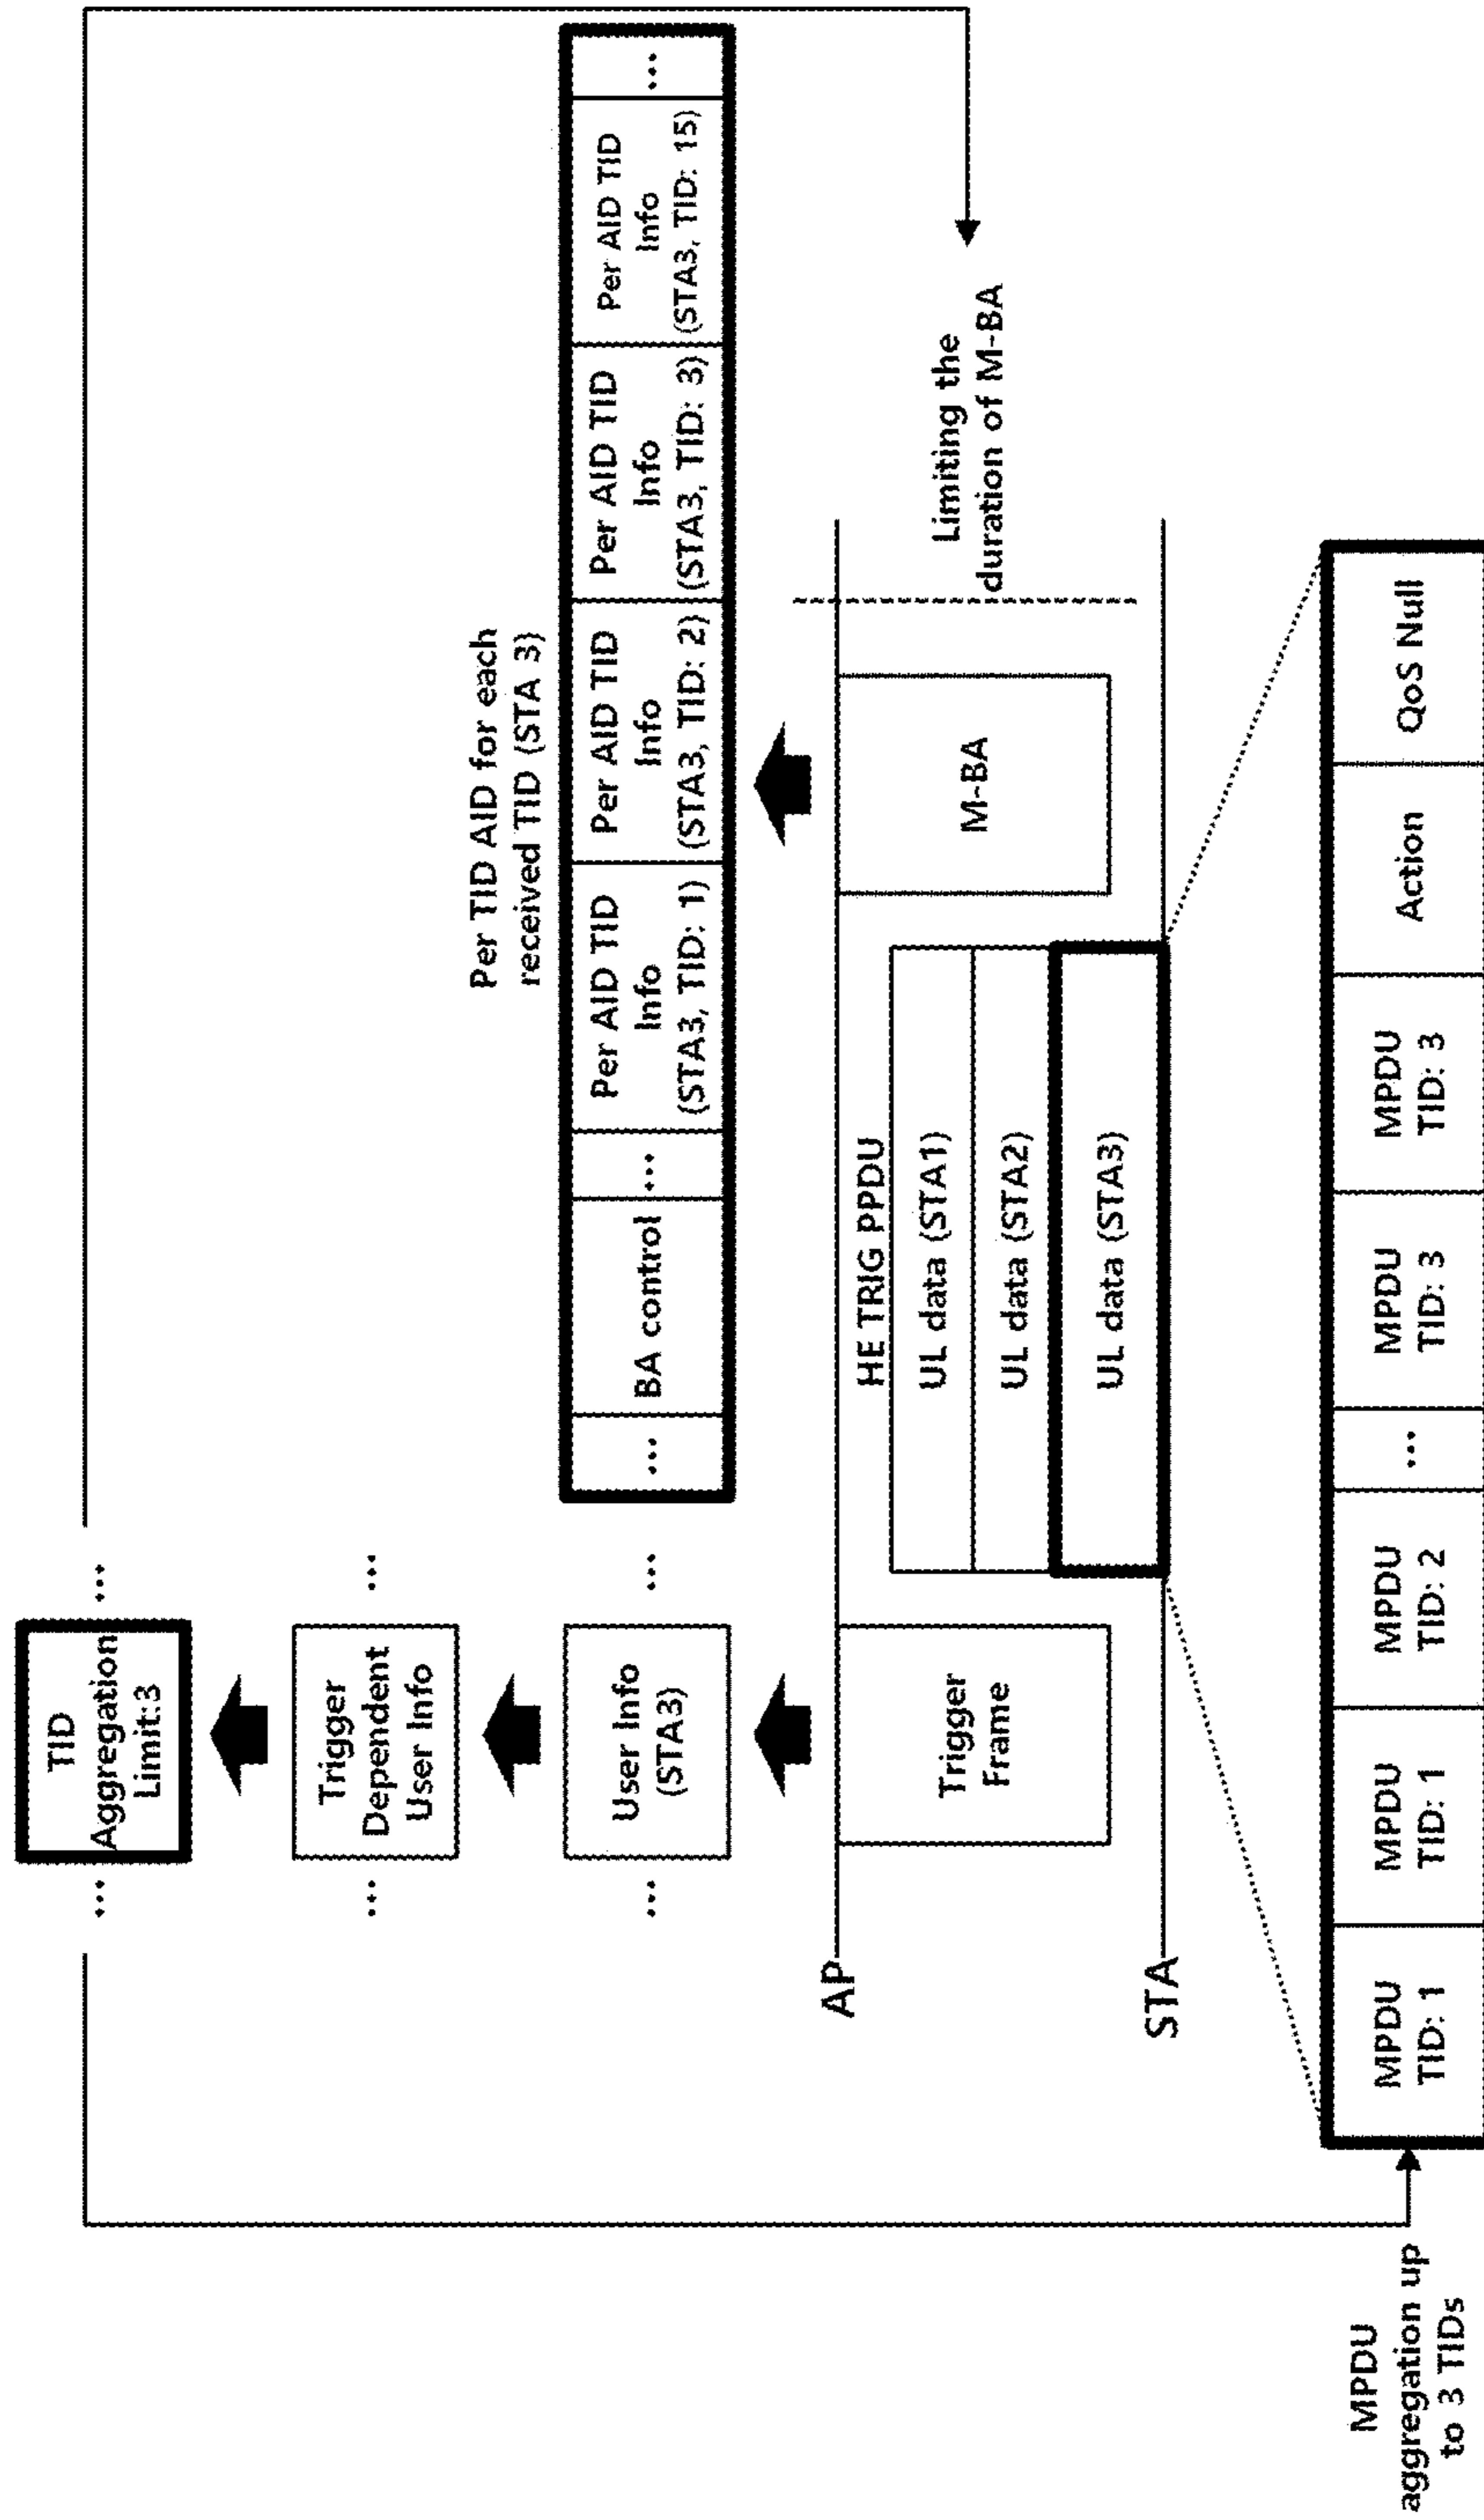 ... TID ...
Aggregation
Limit:3
... Trigger ...
Dependent
User Info
... User Info ...
(STA3)
Per TID AID for each
received TID (STA 3)
...
BA control
...
Per AID TID
Info
(STA3, TID: 1)
Per AID TID
Info
(STA3, TID: 2)
Per AID TID
Info
(STA3, TID: 3)
Per AID TID
Info
(STA3, TID: 15)
...
AP
Trigger
Frame
HE TRIG PPDU
UL data (STA1)
UL data (STA2)
UL data (STA3)
M-BA
Limiting the
duration of M-BA
STA
MPDU
aggregation up
to 3 TIDs
MPDU
TID: 1
MPDU
TID: 1
MPDU
TID: 2
...
MPDU
TID: 3
MPDU
TID: 3
Action
QoS Null